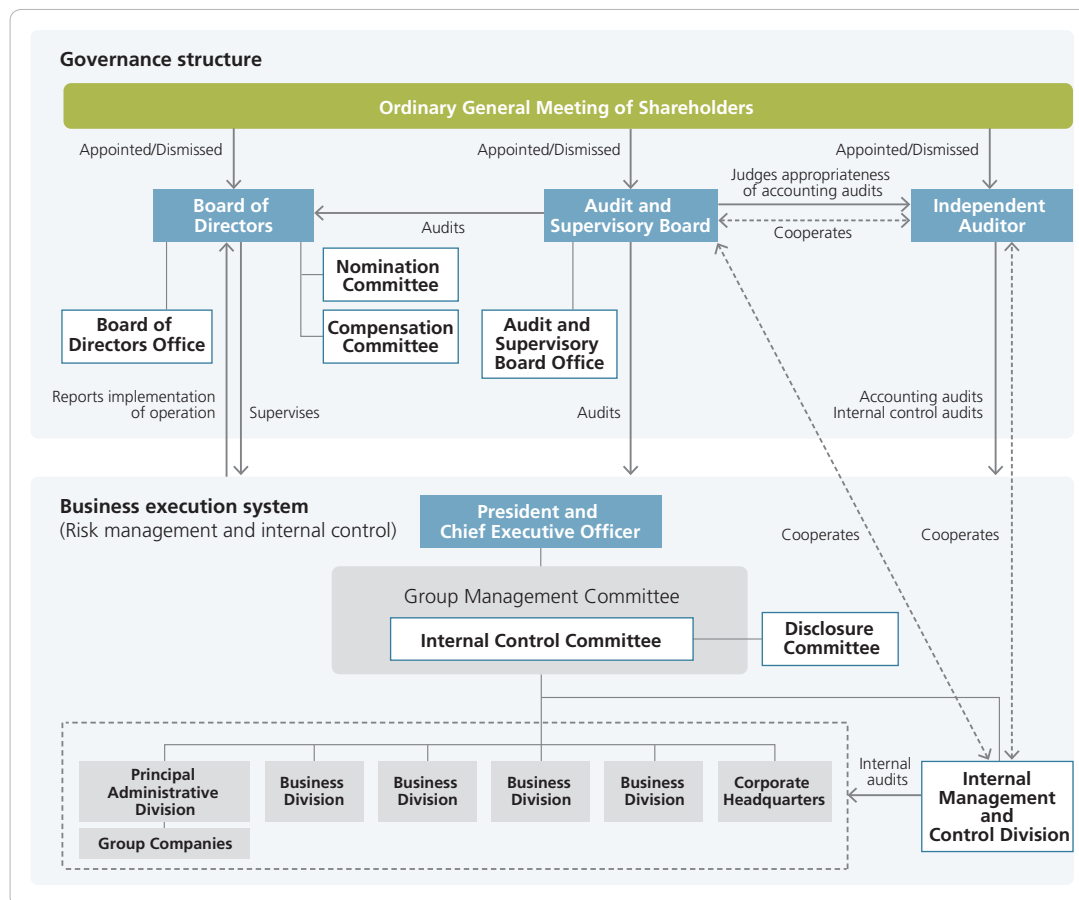 Governance structure
Ordinary General Meeting of Shareholders
Appointed/Dismissed
Appointed/Dismissed
Appointed/Dismissed
Judges appropriateness
of accounting audits
Board of
Directors
Audits
Audit and
Supervisory Board
Cooperates
Independent
Auditor
Nomination
Committee
Compensation
Committee
Board of
Directors Office
Audit and
Supervisory
Board Office
Reports implementation
of operation
Supervises
Audits
Accounting audits
Internal control audits
Business execution system
(Risk management and internal control)
President and
Chief Executive Officer
Cooperates
Cooperates
Group Management Committee
Internal Control Committee
Disclosure
Committee
Principal
Administrative
Division
Group Companies
Business
Division
Business
Division
Business
Division
Business
Division
Corporate
Headquarters
Internal
audits
Internal
Management
and
Control Division